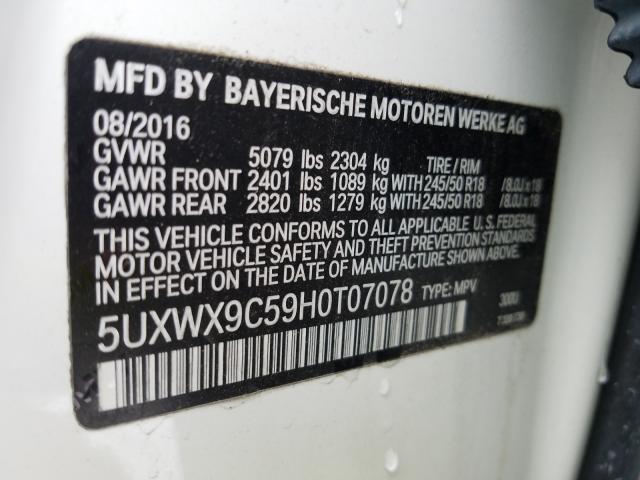 MFD BY BAYERISCHE MOTOREN WERKE AG
08/2016
GVWR 5079 lbs 2304 kg TIRE / RIM
GAWR FRONT 2401 lbs 1089 kg WITH 245/50 R18 /8.0J x 18
GAWR REAR 2820 lbs 1279 kg WITH 245/50 R18 /8.0J x 18
THIS VEHICLE CONFORMS TO ALL APPLICABLE U. S. FEDERAL
MOTOR VEHICLE SAFETY AND THEFT PREVENTION STANDARDS
IN EFFECT ON THE DATE OF MANUFACTURE SHOWN ABOVE.
5UXWX9C59H0T07078 TYPE: MPV 300U